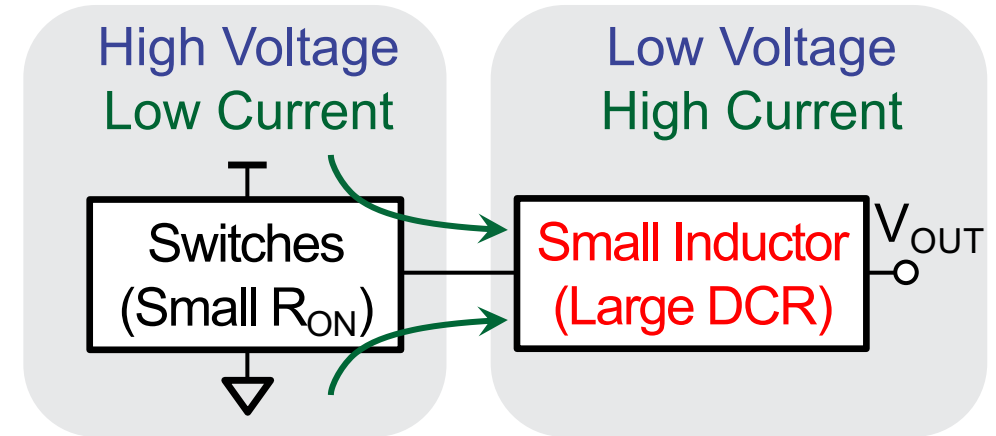 High Voltage
Low Current
Low Voltage
High Current
Switches
(Small RON)
Small Inductor
(Large DCR)
VOUT